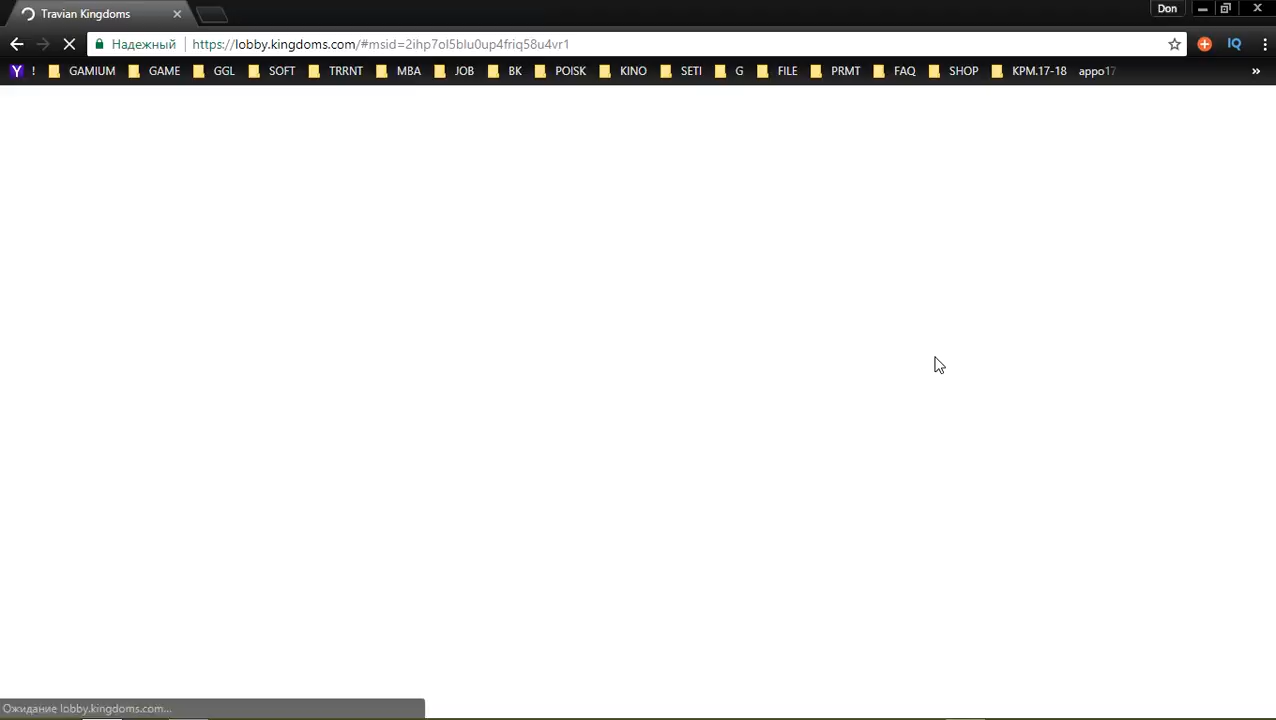 Travian Kingdoms
Don
Надежный https://lobby.kingdoms.com/#msid=2ihp7ol5blu0up4friq58u4vr1
Y ! GAMIUM GAME GGL SOFT TRRNT MBA JOB BK POISK KINO SETI G FILE PRMT FAQ SHOP KPM.17-18 appo17 »
IQ
Ожидание lobby.kingdoms.com...